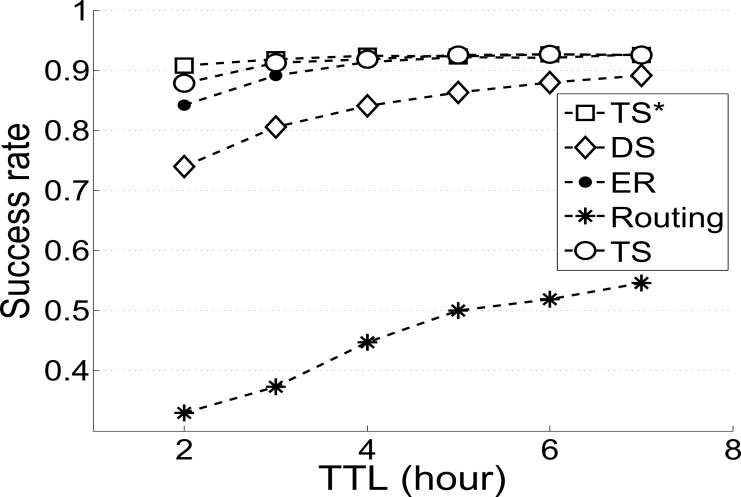 1
0.9
0.8
0.7
0.6
0.5
0.4
Success rate
TS*
DS
ER
Routing
TS
2 4 6 8
TTL (hour)